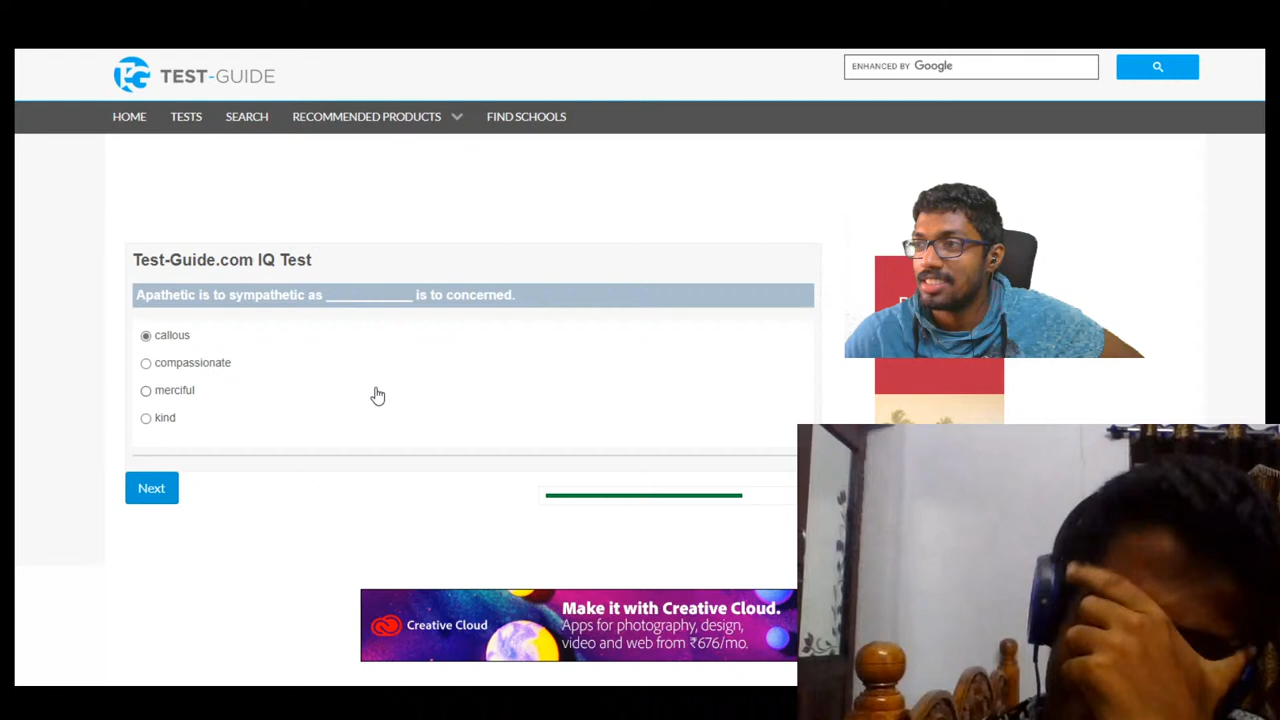 TEST-GUIDE
ENHANCED BY Google
HOME TESTS SEARCH RECOMMENDED PRODUCTS FIND SCHOOLS
Test-Guide.com IQ Test
Apathetic is to sympathetic as ____________ is to concerned.
callous
compassionate
merciful
kind
Next
Creative Cloud
Make it with Creative Cloud.
Apps for photography, design,
video and web from ₹676/mo.